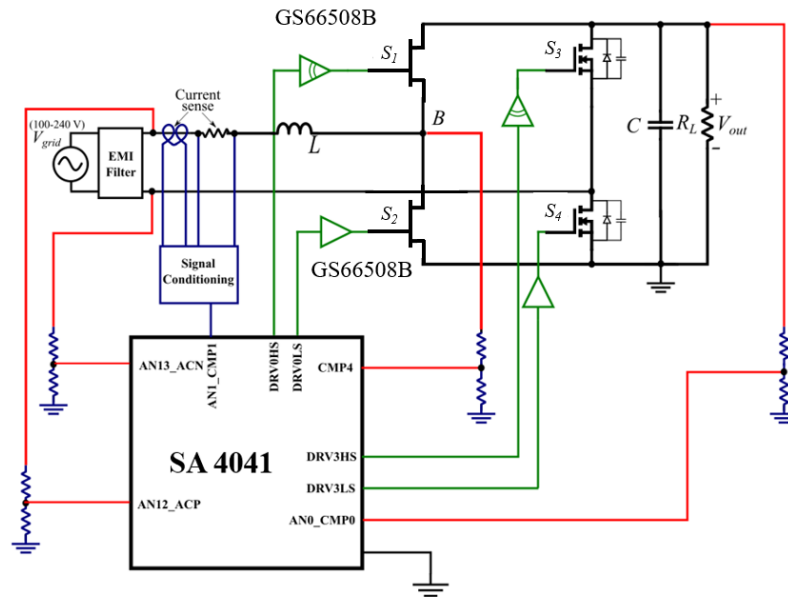 GS66508B
S1
S3
Current
sense
(100-240 V)
Vgrid
EMI
Filter
L
B
C
RL
+
Vout
-
S2
S4
GS66508B
Signal
Conditioning
AN13_ACN
AN1_CMP1
DRV0HS
DRV0LS
CMP4
SA 4041
DRV3HS
DRV3LS
AN12_ACP
AN0_CMP0